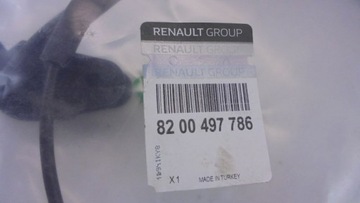 RENAULT GROUP
RENAULT GROUP
RENAULT GROUP
82 00 497 786
X1
MADE IN TURKEY